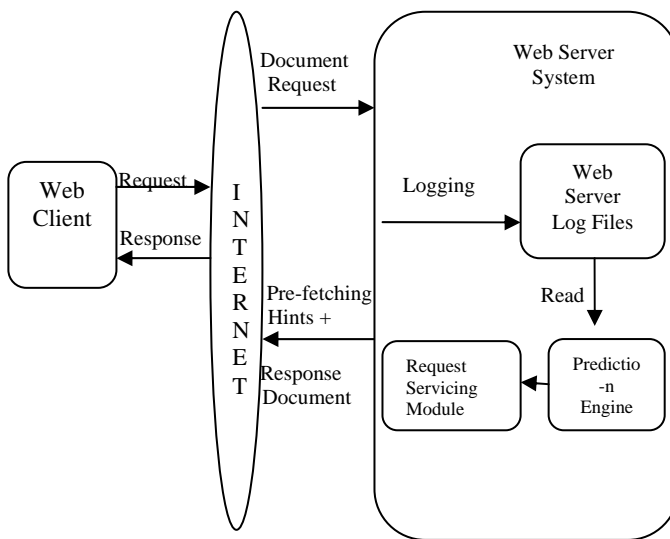 Web Server
System
Document
Request
Web
Client
Request
Response
I
N
T
E
R
N
E
T
Logging
Web
Server
Log Files
Read
Pre-fetching
Hints +
Response
Document
Request
Servicing
Module
Predictio
-n
Engine